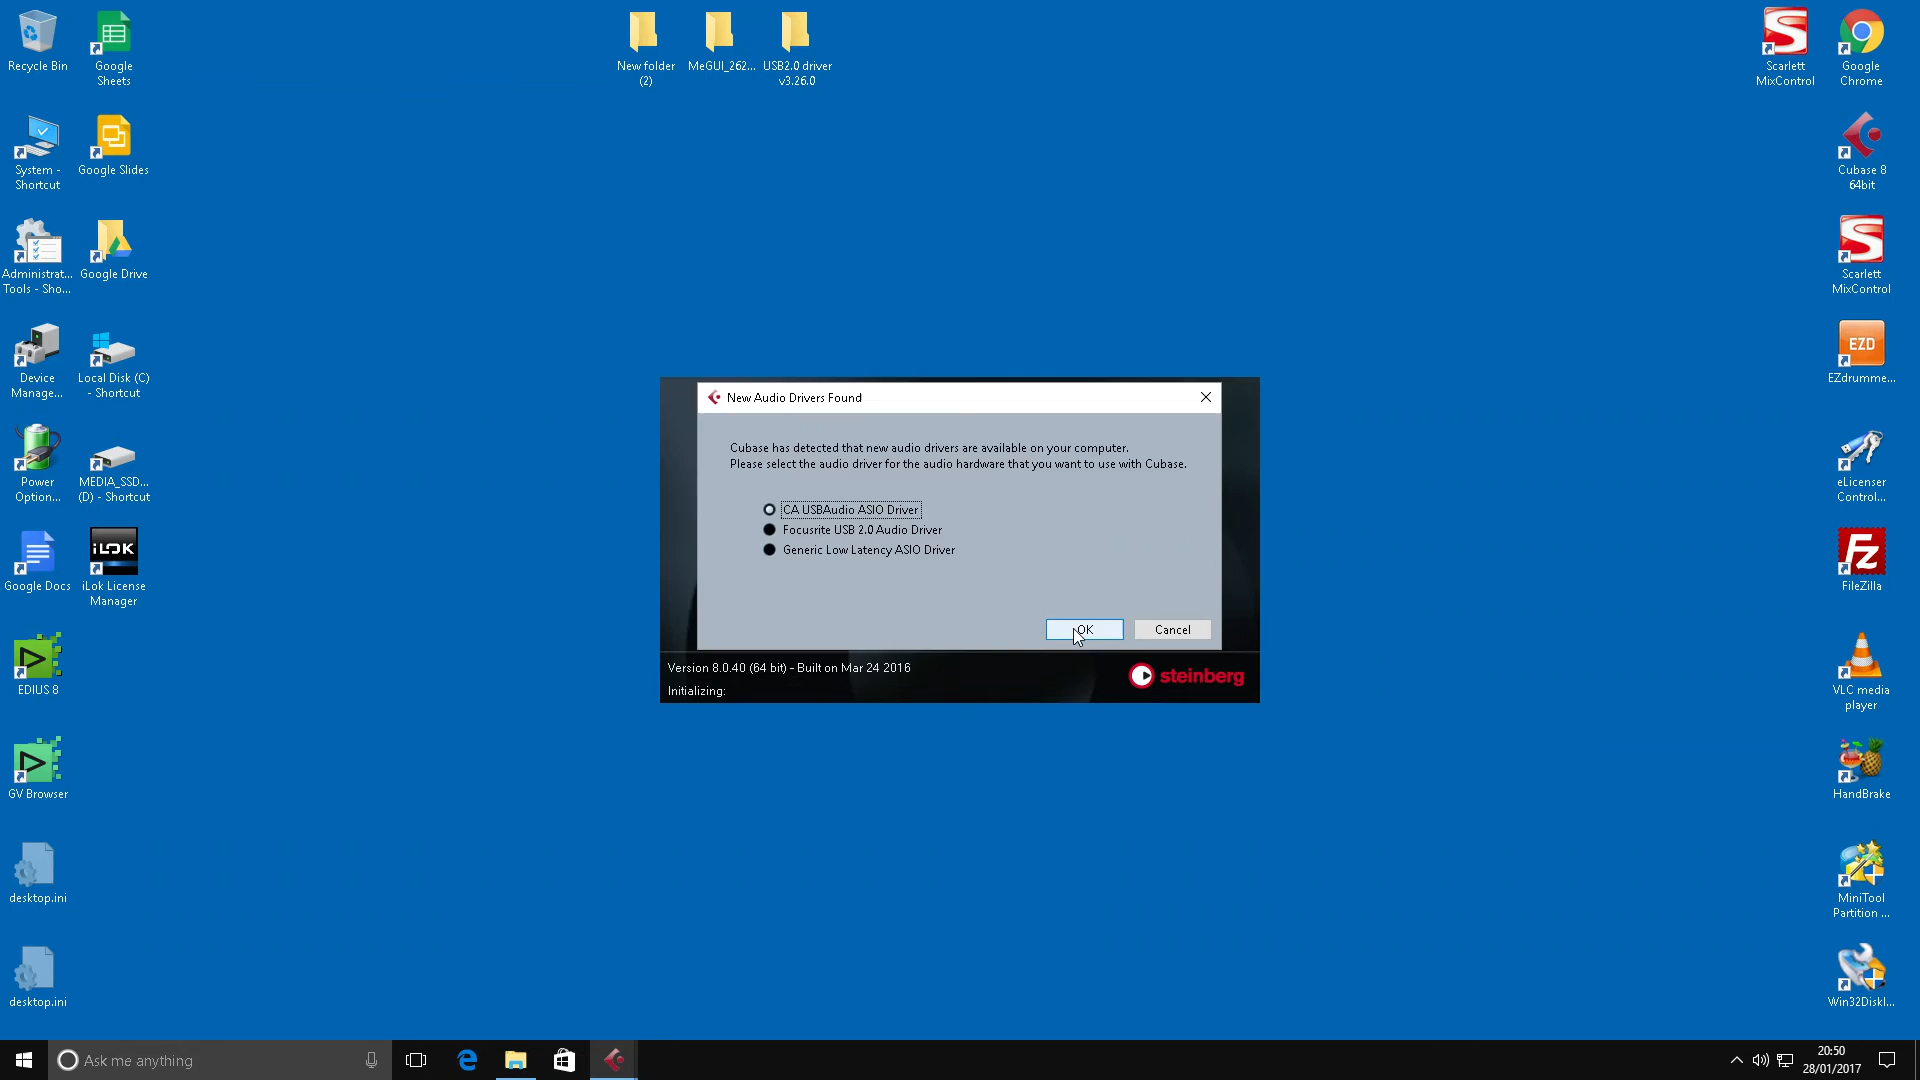 Recycle Bin
Google
Sheets
New folder
(2)
MeGUI_262...
USB2.0 driver
v3.26.0
Scarlett
MixControl
Google
Chrome
System -
Shortcut
Google Slides
Cubase 8
64bit
Administrat...
Tools - Sho...
Google Drive
Scarlett
MixControl
Device
Manage...
Local Disk (C)
- Shortcut
EZD
EZdrumme...
Power
Option...
MEDIA_SSD...
(D) - Shortcut
eLicenser
Control...
Google Docs
iLOK
iLok License
Manager
Fz
FileZilla
EDIUS 8
VLC media
player
GV Browser
HandBrake
desktop.ini
MiniTool
Partition ...
desktop.ini
Win32DiskI...
New Audio Drivers Found
Cubase has detected that new audio drivers are available on your computer.
Please select the audio driver for the audio hardware that you want to use with Cubase.
CA USBAudio ASIO Driver
Focusrite USB 2.0 Audio Driver
Generic Low Latency ASIO Driver
OK
Cancel
Version 8.0.40 (64 bit) - Built on Mar 24 2016
steinberg
Initializing:
Ask me anything
20:50
28/01/2017